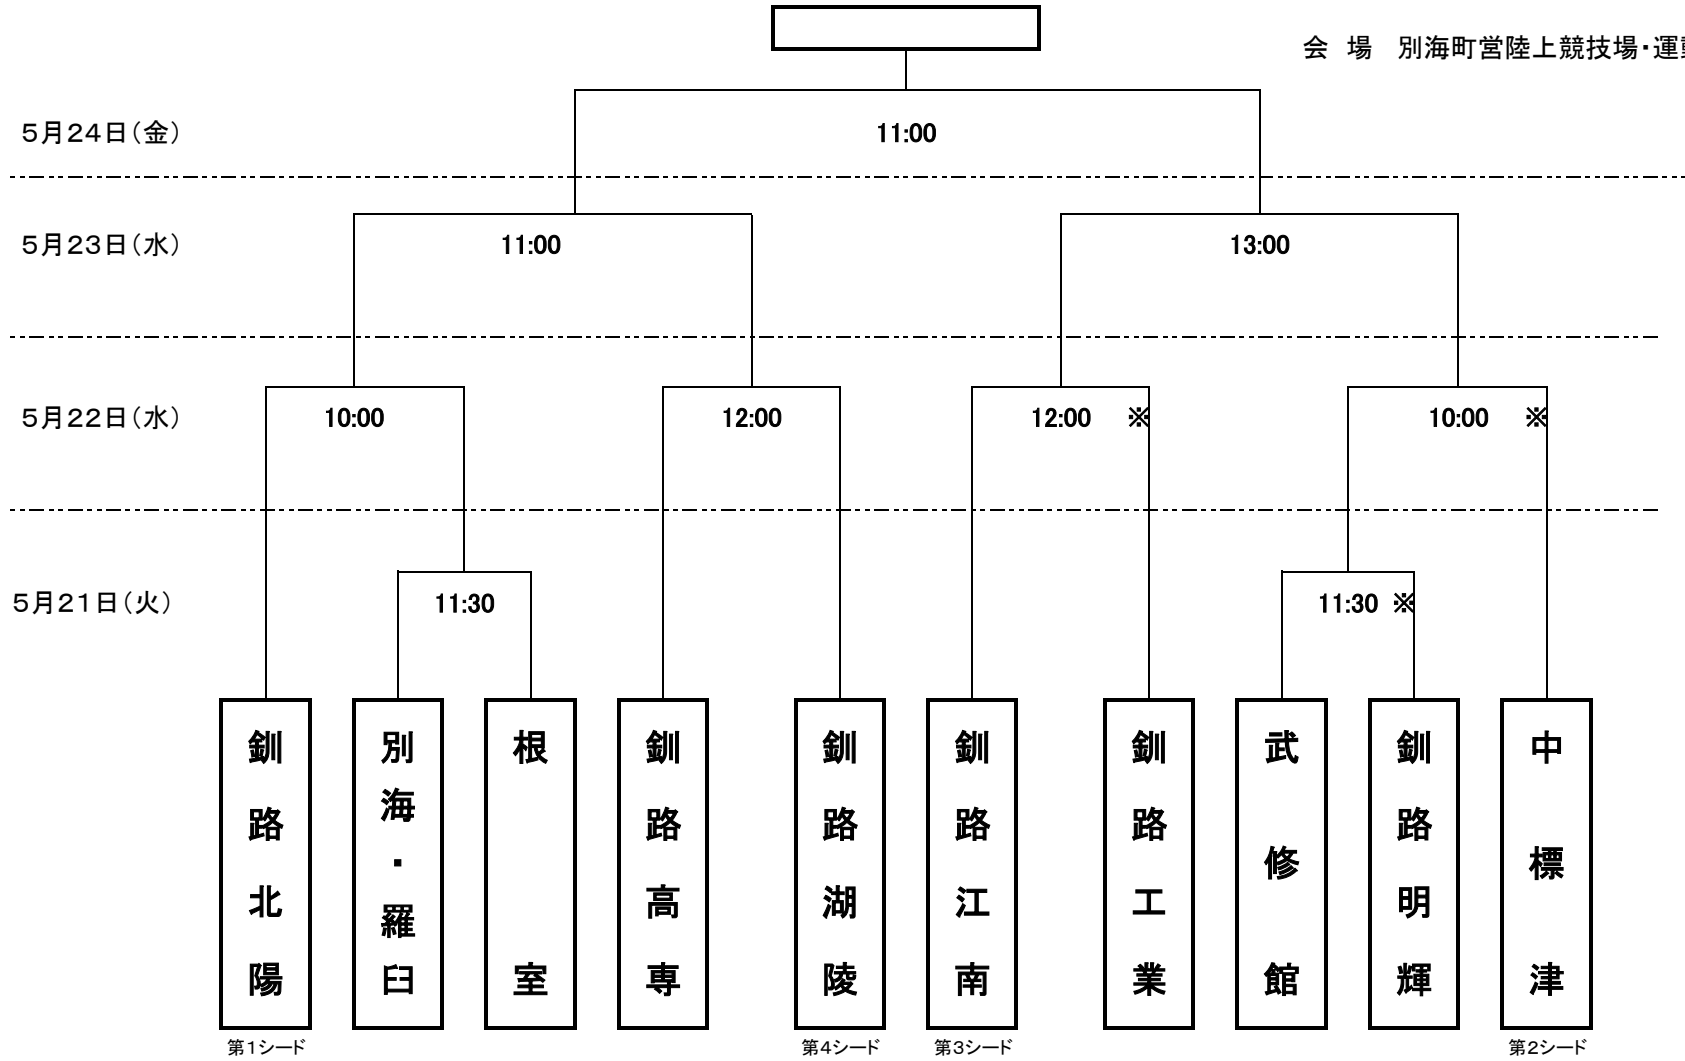 会 場 別海町営陸上競技場・運
5月24日(金) 11:00
5月23日(水) 11:00 13:00
5月22日(水) 10:00 12:00 12:00 ※ 10:00 ※
5月21日(火) 11:30 11:30 ※
釧路北陽
別海・羅臼
根室
釧路高専
釧路湖陵
釧路江南
釧路工業
武修館
釧路明輝
中標津
第1シード 第4シード 第3シード 第2シード